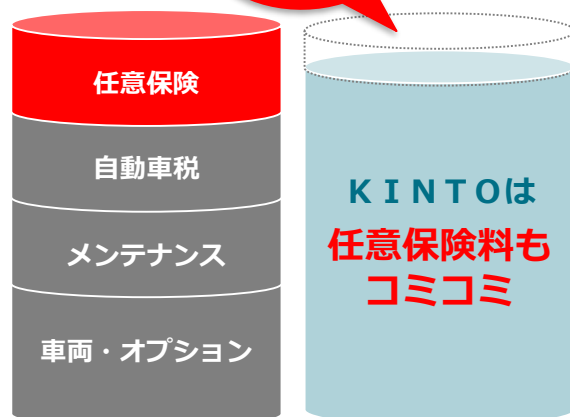 任意保険
自動車税
メンテナンス
車両・オプション
ＫＩＮＴＯは
任意保険料も
コミコミ